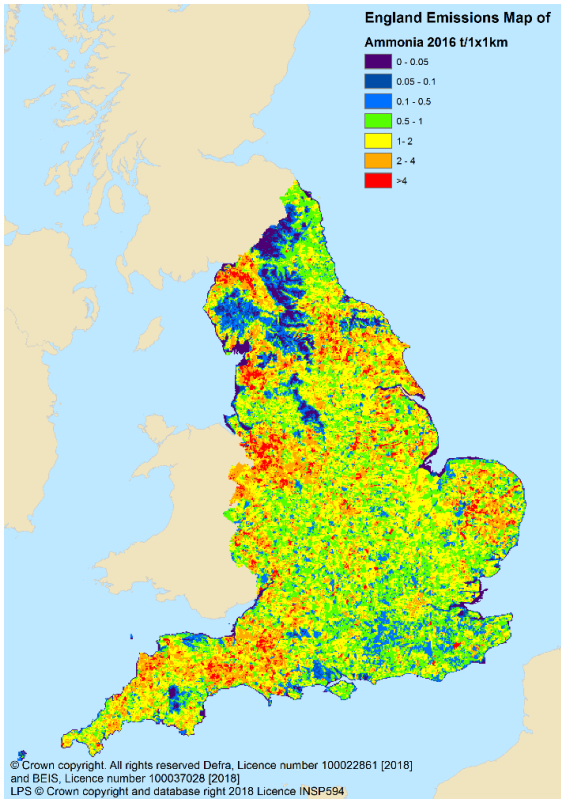 England Emissions Map of
Ammonia 2016 t/1x1km
0 - 0.05
0.05 - 0.1
0.1 - 0.5
0.5 - 1
1 - 2
2 - 4
>4
© Crown copyright. All rights reserved Defra, Licence number 100022861 [2018]
and BEIS, Licence number 100037028 [2018]
LPS © Crown copyright and database right 2018 Licence INSP594